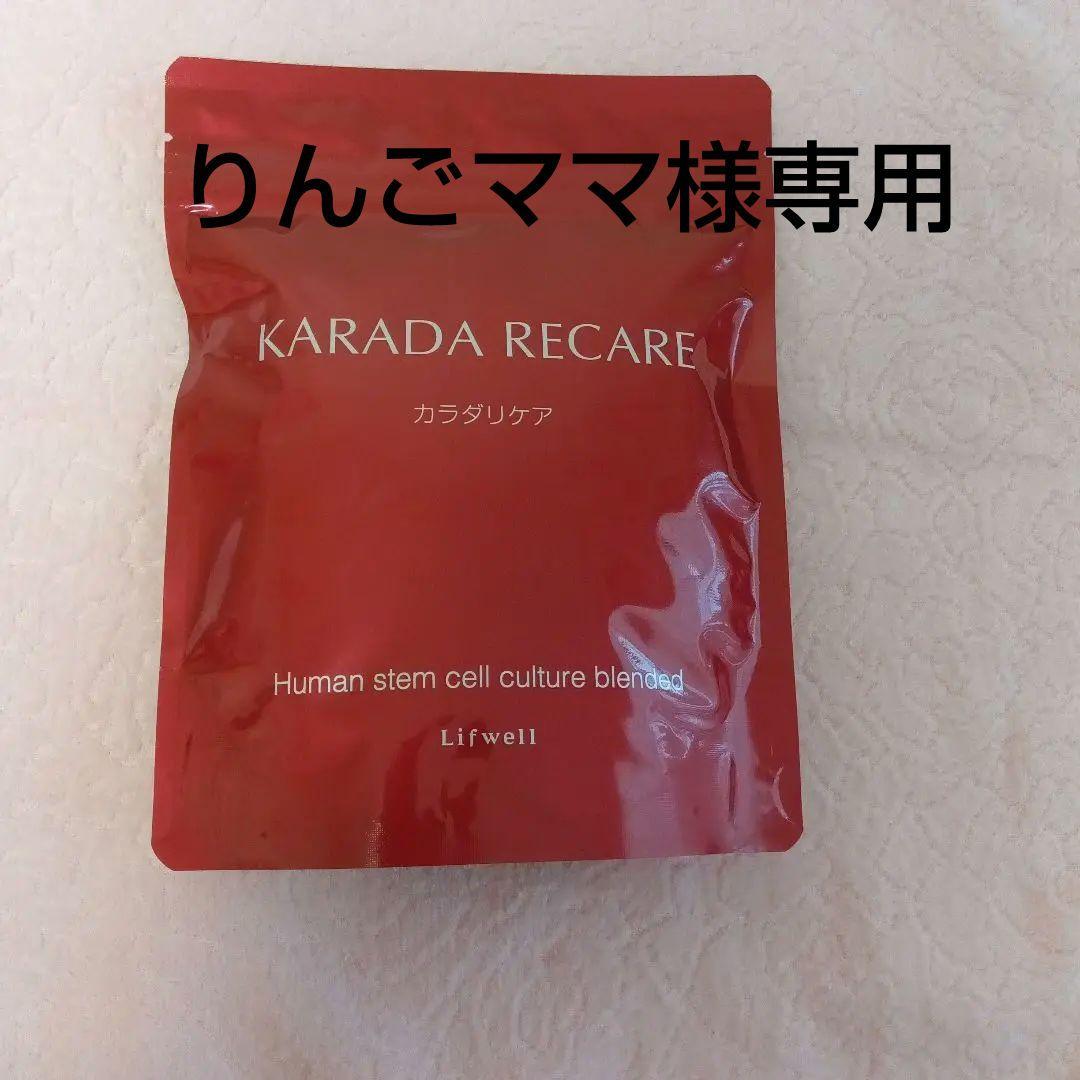 りんごママ様専用
KARADA RECARE
カラダリケア
Human stem cell culture blended
Lifwell